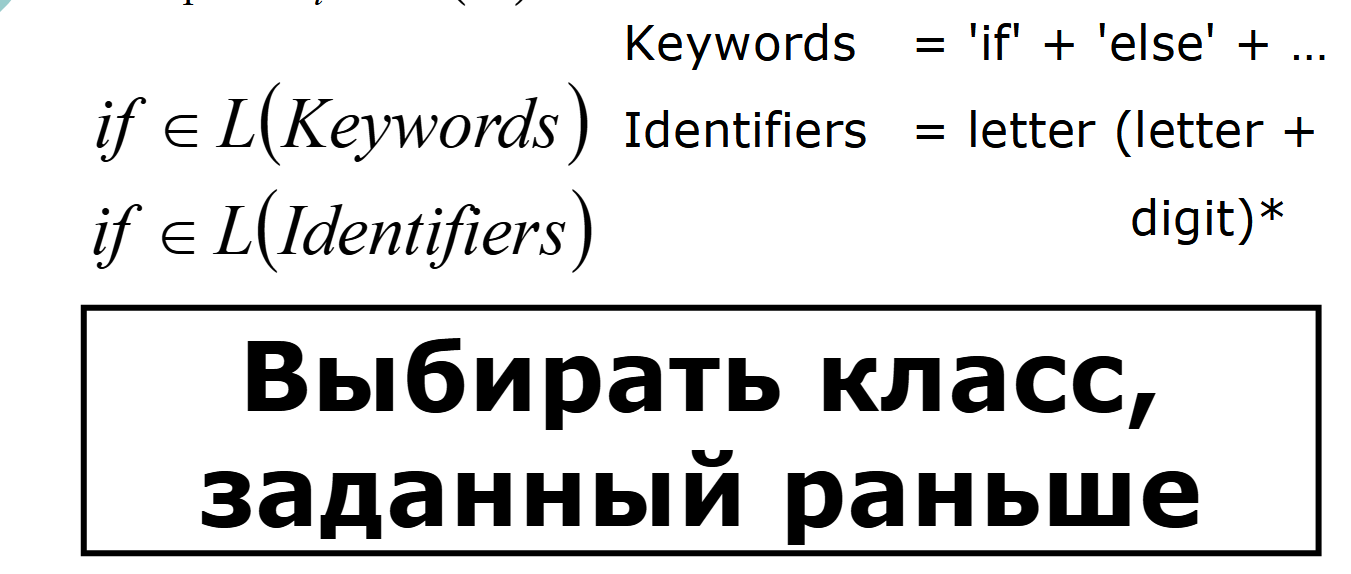 Keywords = 'if' + 'else' + ...
if ∈ L(Keywords)
Identifiers = letter (letter +
digit)*
if ∈ L(Identifiers)
Выбирать класс,
заданный раньше